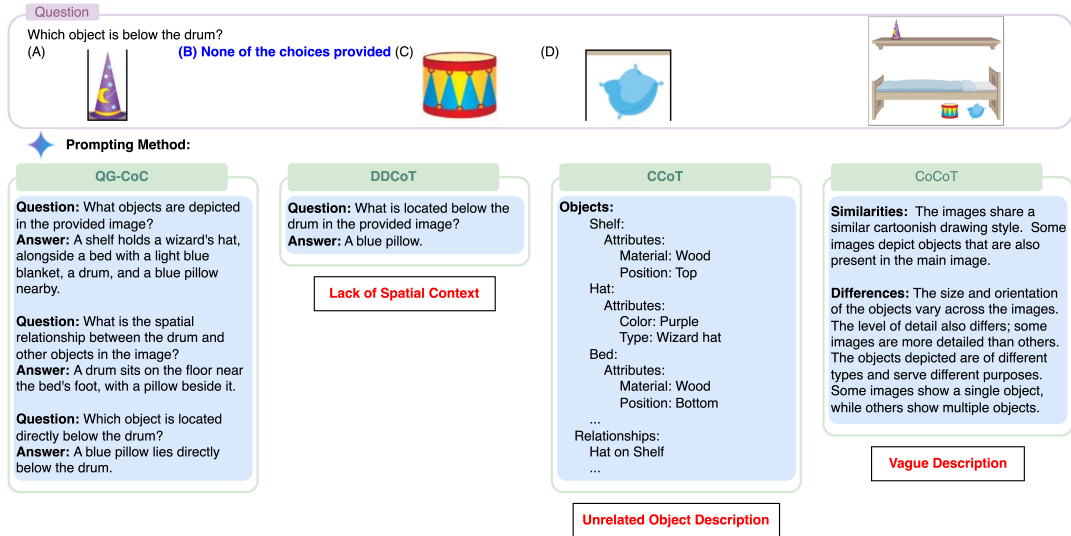 Question
Which object is below the drum?
(A) (B) None of the choices provided (C) (D)
Prompting Method:
QG-CoC
Question: What objects are depicted
in the provided image?
Answer: A shelf holds a wizard's hat,
alongside a bed with a light blue
blanket, a drum, and a blue pillow
nearby.
Question: What is the spatial
relationship between the drum and
other objects in the image?
Answer: A drum sits on the floor near
the bed's foot, with a pillow beside it.
Question: Which object is located
directly below the drum?
Answer: A blue pillow lies directly
below the drum.
DDCoT
Question: What is located below the
drum in the provided image?
Answer: A blue pillow.
Lack of Spatial Context
CCoT
Objects:
Shelf:
Attributes:
Material: Wood
Position: Top
Hat:
Attributes:
Color: Purple
Type: Wizard hat
Bed:
Attributes:
Material: Wood
Position: Bottom
...
Relationships:
Hat on Shelf
...
Unrelated Object Description
CoCoT
Similarities: The images share a
similar cartoonish drawing style. Some
images depict objects that are also
present in the main image.
Differences: The size and orientation
of the objects vary across the images.
The level of detail also differs; some
images are more detailed than others.
The objects depicted are of different
types and serve different purposes.
Some images show a single object,
while others show multiple objects.
Vague Description